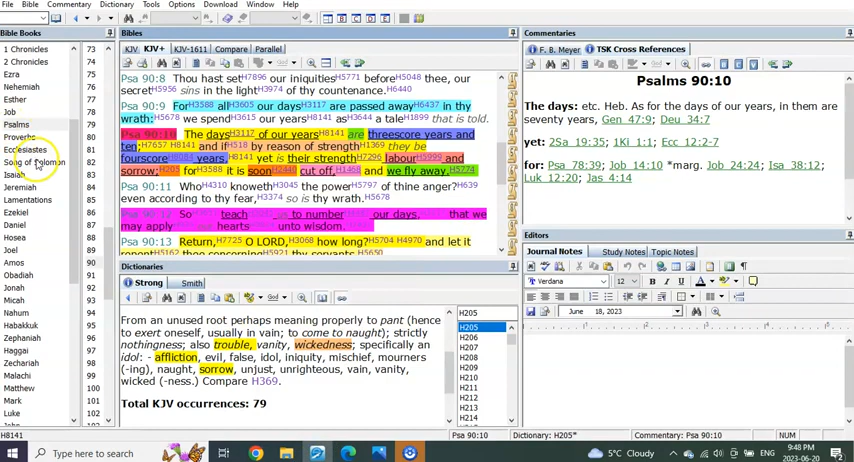 File Bible Commentary Dictionary Tools Options Download Window Help
B I U
Bible Books
1 Chronicles 73
2 Chronicles 74
Ezra 75
Nehemiah 76
Esther 77
Job 78
Psalms 79
Proverbs 80
Ecclesiastes 81
Song of Solomon 82
Isaiah 83
Jeremiah 84
Lamentations 85
Ezekiel 86
Daniel 87
Hosea 88
Joel 89
Amos 90
Obadiah 91
Jonah 92
Micah 93
Nahum 94
Habakkuk 95
Zephaniah 96
Haggai 97
Zechariah 98
Malachi 99
Matthew 100
Mark 101
Luke 102
Bibles
KJV KJV+ KJV-1611 Compare Parallel
Psa 90:8 Thou hast set H7896 our iniquities H5771 before H5048 thee, our
secret H5956 sins in the light H3974 of thy countenance. H6440
Psa 90:9 For H3588 all H3605 our days H3117 are passed away H6437 in thy
wrath: H5678 we spend H3615 our years H8141 as H3644 a tale H1899 that is told.
Psa 90:10 The days H3117 of our years H8141 are threescore years and
ten; H7657 H8141 and if H518 by reason of strength H1369 they be
fourscore H8084 years, H8141 yet is their strength H7296 labour H5999 and
sorrow; H205 for H3588 it is soon H2440 cut off, H1468 and we fly away. H5774
Psa 90:11 Who H4310 knoweth H3045 the power H5797 of thine anger? H639
even according to thy fear, H3374 so is thy wrath. H5678
Psa 90:12 So teach us to number our days, that we
may apply our hearts unto wisdom.
Psa 90:13 Return, H7725 O LORD, H3068 how long? H5704 H4970 and let it
repent H5162 thee concerning H5921 thy servants. H5650
Dictionaries
Strong Smith
From an unused root perhaps meaning properly to pant (hence
to exert oneself, usually in vain; to come to naught); strictly
nothingness; also trouble, vanity, wickedness; specifically an
idol: - affliction, evil, false, idol, iniquity, mischief, mourners
(-ing), naught, sorrow, unjust, unrighteous, vain, vanity,
wicked (-ness.) Compare H369.
Total KJV occurrences: 79
H205
H205
H206
H207
H208
H209
H210
H211
H212
H213
H214
Commentaries
F. B. Meyer TSK Cross References
Psalms 90:10
The days: etc. Heb. As for the days of our years, in them are
seventy years, Gen 47:9; Deu 34:7
yet: 2Sa 19:35; 1Ki 1:1; Ecc 12:2-7
for: Psa 78:39; Job 14:10 *marg. Job 24:24; Isa 38:12;
Luk 12:20; Jas 4:14
Editors
Journal Notes Study Notes Topic Notes
Verdana 12 B I U A
June 18, 2023
H8141 Psa 90:10 Dictionary: H205* Commentary: Psa 90:10 NUM
Type here to search
5°C Cloudy
9:48 PM
2023-06-20